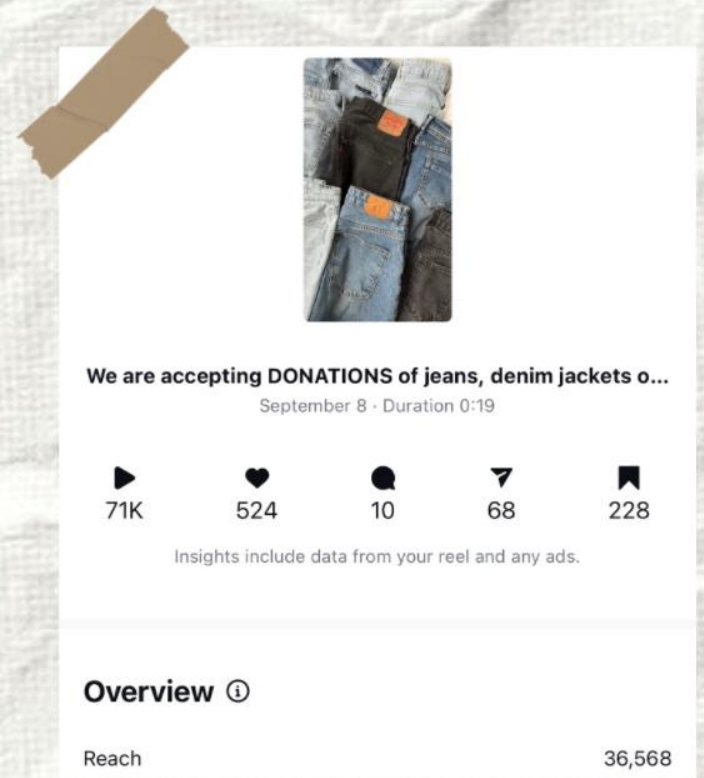 We are accepting DONATIONS of jeans, denim jackets o...
September 8 · Duration 0:19
71K 524 10 68 228
Insights include data from your reel and any ads.
Overview
Reach 36,568